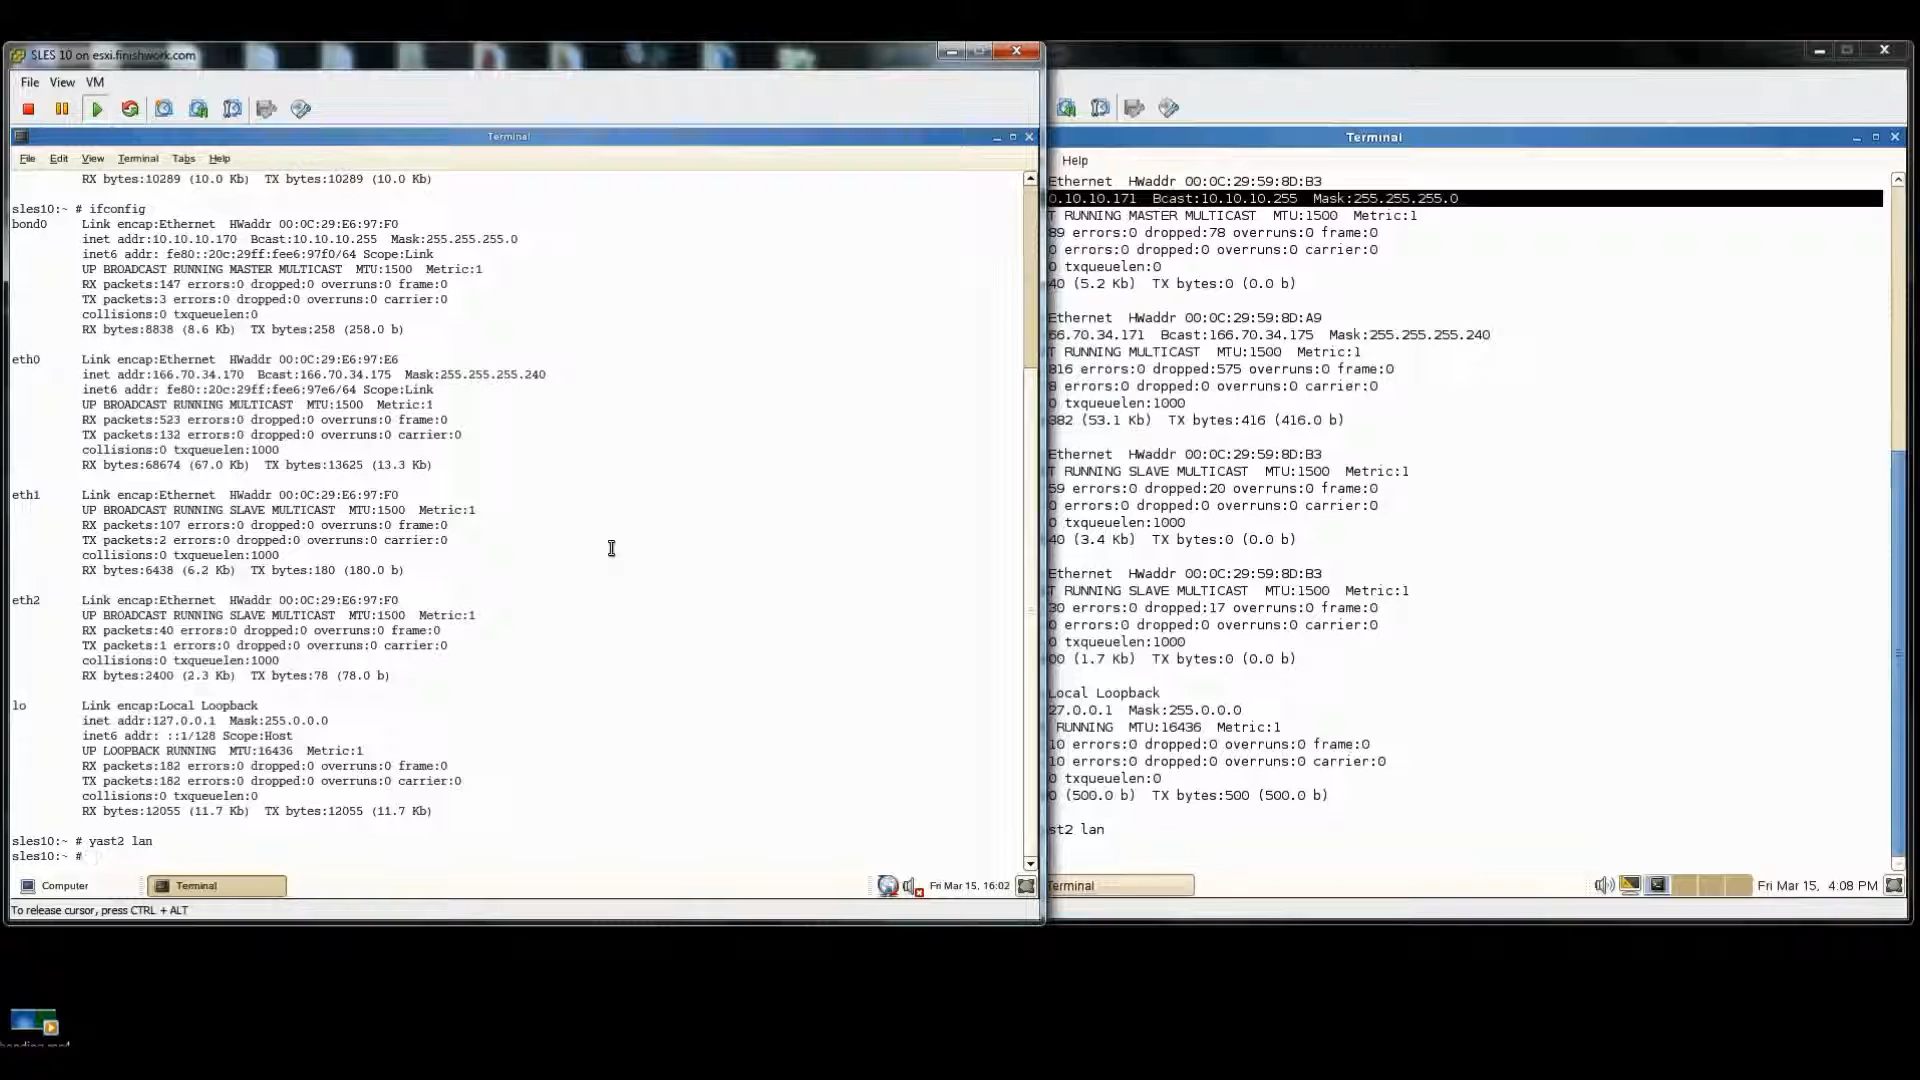 SLES 10 on esxi.finishwork.com
File View VM
Terminal
File Edit View Terminal Tabs Help
RX bytes:10289 (10.0 Kb) TX bytes:10289 (10.0 Kb)
sles10:~ # ifconfig
bond0 Link encap:Ethernet HWaddr 00:0C:29:E6:97:F0
inet addr:10.10.10.170 Bcast:10.10.10.255 Mask:255.255.255.0
inet6 addr: fe80::20c:29ff:fee6:97f0/64 Scope:Link
UP BROADCAST RUNNING MASTER MULTICAST MTU:1500 Metric:1
RX packets:147 errors:0 dropped:0 overruns:0 frame:0
TX packets:3 errors:0 dropped:0 overruns:0 carrier:0
collisions:0 txqueuelen:0
RX bytes:8838 (8.6 Kb) TX bytes:258 (258.0 b)
eth0 Link encap:Ethernet HWaddr 00:0C:29:E6:97:E6
inet addr:166.70.34.170 Bcast:166.70.34.175 Mask:255.255.255.240
inet6 addr: fe80::20c:29ff:fee6:97e6/64 Scope:Link
UP BROADCAST RUNNING MULTICAST MTU:1500 Metric:1
RX packets:523 errors:0 dropped:0 overruns:0 frame:0
TX packets:132 errors:0 dropped:0 overruns:0 carrier:0
collisions:0 txqueuelen:1000
RX bytes:68674 (67.0 Kb) TX bytes:13625 (13.3 Kb)
eth1 Link encap:Ethernet HWaddr 00:0C:29:E6:97:F0
UP BROADCAST RUNNING SLAVE MULTICAST MTU:1500 Metric:1
RX packets:107 errors:0 dropped:0 overruns:0 frame:0
TX packets:2 errors:0 dropped:0 overruns:0 carrier:0
collisions:0 txqueuelen:1000
RX bytes:6438 (6.2 Kb) TX bytes:180 (180.0 b)
eth2 Link encap:Ethernet HWaddr 00:0C:29:E6:97:F0
UP BROADCAST RUNNING SLAVE MULTICAST MTU:1500 Metric:1
RX packets:40 errors:0 dropped:0 overruns:0 frame:0
TX packets:1 errors:0 dropped:0 overruns:0 carrier:0
collisions:0 txqueuelen:1000
RX bytes:2400 (2.3 Kb) TX bytes:78 (78.0 b)
lo Link encap:Local Loopback
inet addr:127.0.0.1 Mask:255.0.0.0
inet6 addr: ::1/128 Scope:Host
UP LOOPBACK RUNNING MTU:16436 Metric:1
RX packets:182 errors:0 dropped:0 overruns:0 frame:0
TX packets:182 errors:0 dropped:0 overruns:0 carrier:0
collisions:0 txqueuelen:0
RX bytes:12055 (11.7 Kb) TX bytes:12055 (11.7 Kb)
sles10:~ # yast2 lan
sles10:~ #
Computer Terminal Fri Mar 15, 16:02
To release cursor, press CTRL + ALT
Terminal
Help
Ethernet HWaddr 00:0C:29:59:8D:B3
0.10.10.171 Bcast:10.10.10.255 Mask:255.255.255.0
T RUNNING MASTER MULTICAST MTU:1500 Metric:1
89 errors:0 dropped:78 overruns:0 frame:0
0 errors:0 dropped:0 overruns:0 carrier:0
0 txqueuelen:0
40 (5.2 Kb) TX bytes:0 (0.0 b)
Ethernet HWaddr 00:0C:29:59:8D:A9
66.70.34.171 Bcast:166.70.34.175 Mask:255.255.255.240
T RUNNING MULTICAST MTU:1500 Metric:1
816 errors:0 dropped:575 overruns:0 frame:0
8 errors:0 dropped:0 overruns:0 carrier:0
0 txqueuelen:1000
382 (53.1 Kb) TX bytes:416 (416.0 b)
Ethernet HWaddr 00:0C:29:59:8D:B3
T RUNNING SLAVE MULTICAST MTU:1500 Metric:1
59 errors:0 dropped:20 overruns:0 frame:0
0 errors:0 dropped:0 overruns:0 carrier:0
0 txqueuelen:1000
40 (3.4 Kb) TX bytes:0 (0.0 b)
Ethernet HWaddr 00:0C:29:59:8D:B3
T RUNNING SLAVE MULTICAST MTU:1500 Metric:1
30 errors:0 dropped:17 overruns:0 frame:0
0 errors:0 dropped:0 overruns:0 carrier:0
0 txqueuelen:1000
00 (1.7 Kb) TX bytes:0 (0.0 b)
Local Loopback
27.0.0.1 Mask:255.0.0.0
RUNNING MTU:16436 Metric:1
10 errors:0 dropped:0 overruns:0 frame:0
10 errors:0 dropped:0 overruns:0 carrier:0
0 txqueuelen:0
0 (500.0 b) TX bytes:500 (500.0 b)
st2 lan
Terminal Fri Mar 15, 4:08 PM